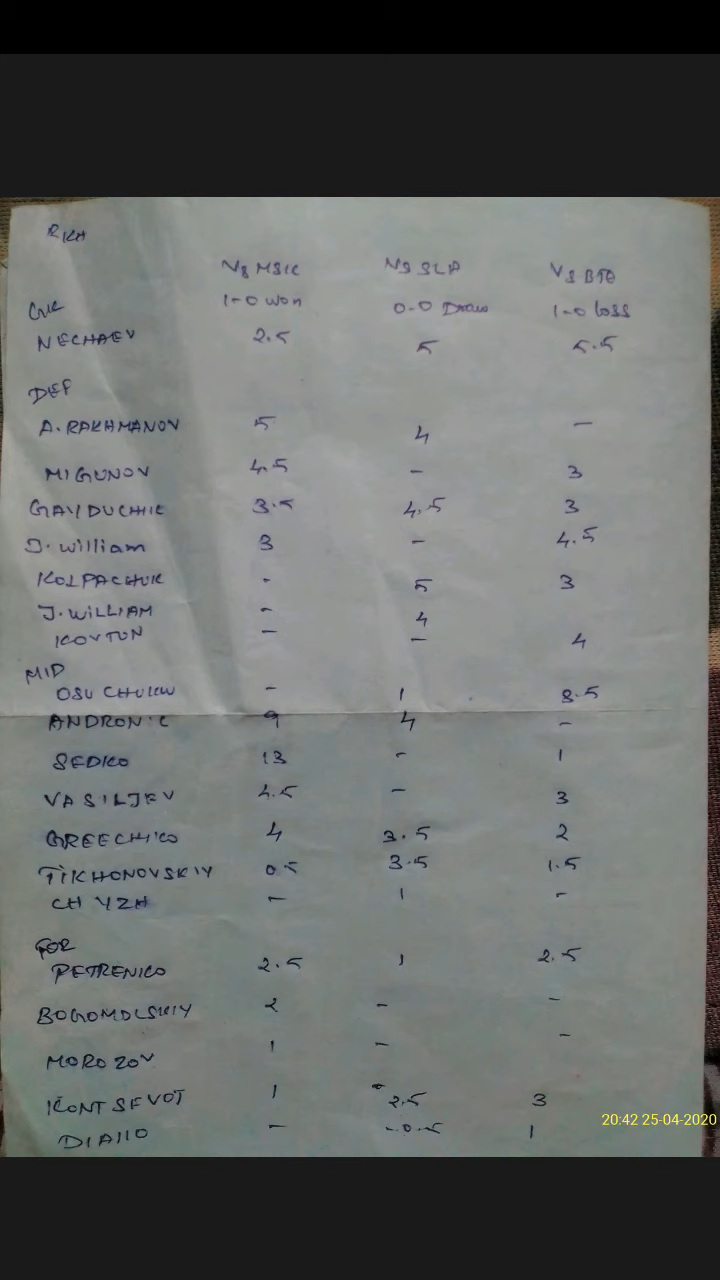 RKH
VS MSK VS SLA VS BTE
GK 1-0 won 0-0 Draw 1-0 loss
NECHAEV 2.5 5 5.5
DEF
A.RAKHMANOV 5 4 -
MIGUNOV 4.5 - 3
GAYDUCHIK 3.5 4.5 3
J.William 3 - 4.5
KOLPACHUK - 5 3
J.WILLIAM - 4
KOVTUN - - 4
MID
OSUCHUKW - 1 8.5
ANDRONIC 9 4 -
SEDKO 13 - 1
VASILJEV 4.5 - 3
GREECHKO 4 3.5 2
TIKHONOVSKIY 0.5 3.5 1.5
CHYZH - 1 -
FOR
PETRENKO 2.5 1 2.5
BOGOMOLSKIY 2 - -
MOROZOV 1 - -
KONTSEVOT 1 2.5 3
20:42 25-04-2020
DIAllO - -0.5 1